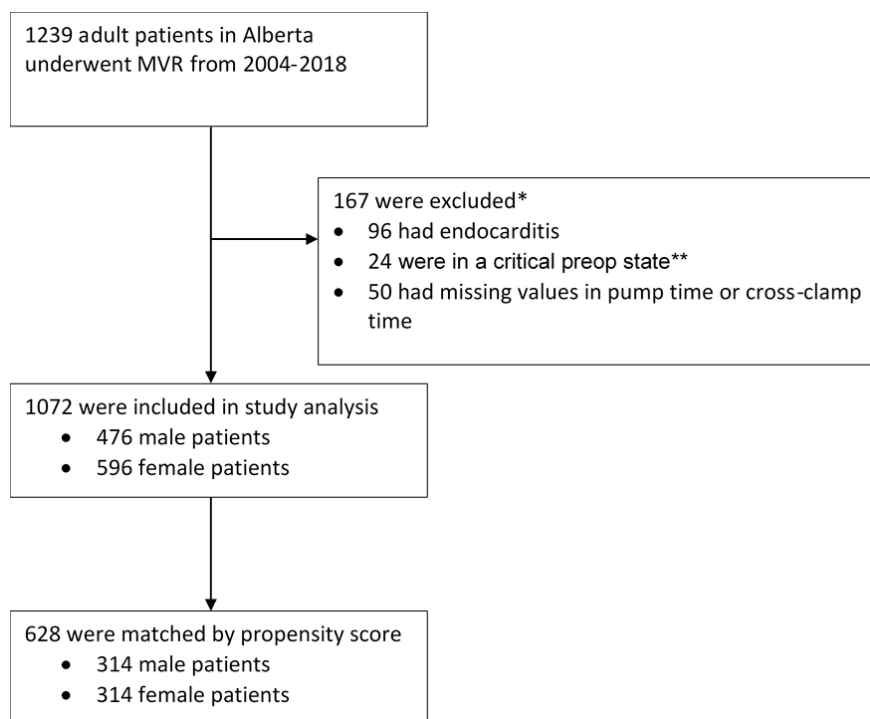 1239 adult patients in Alberta
underwent MVR from 2004-2018
167 were excluded*
• 96 had endocarditis
• 24 were in a critical preop state**
• 50 had missing values in pump time or cross-clamp
time
1072 were included in study analysis
• 476 male patients
• 596 female patients
628 were matched by propensity score
• 314 male patients
• 314 female patients